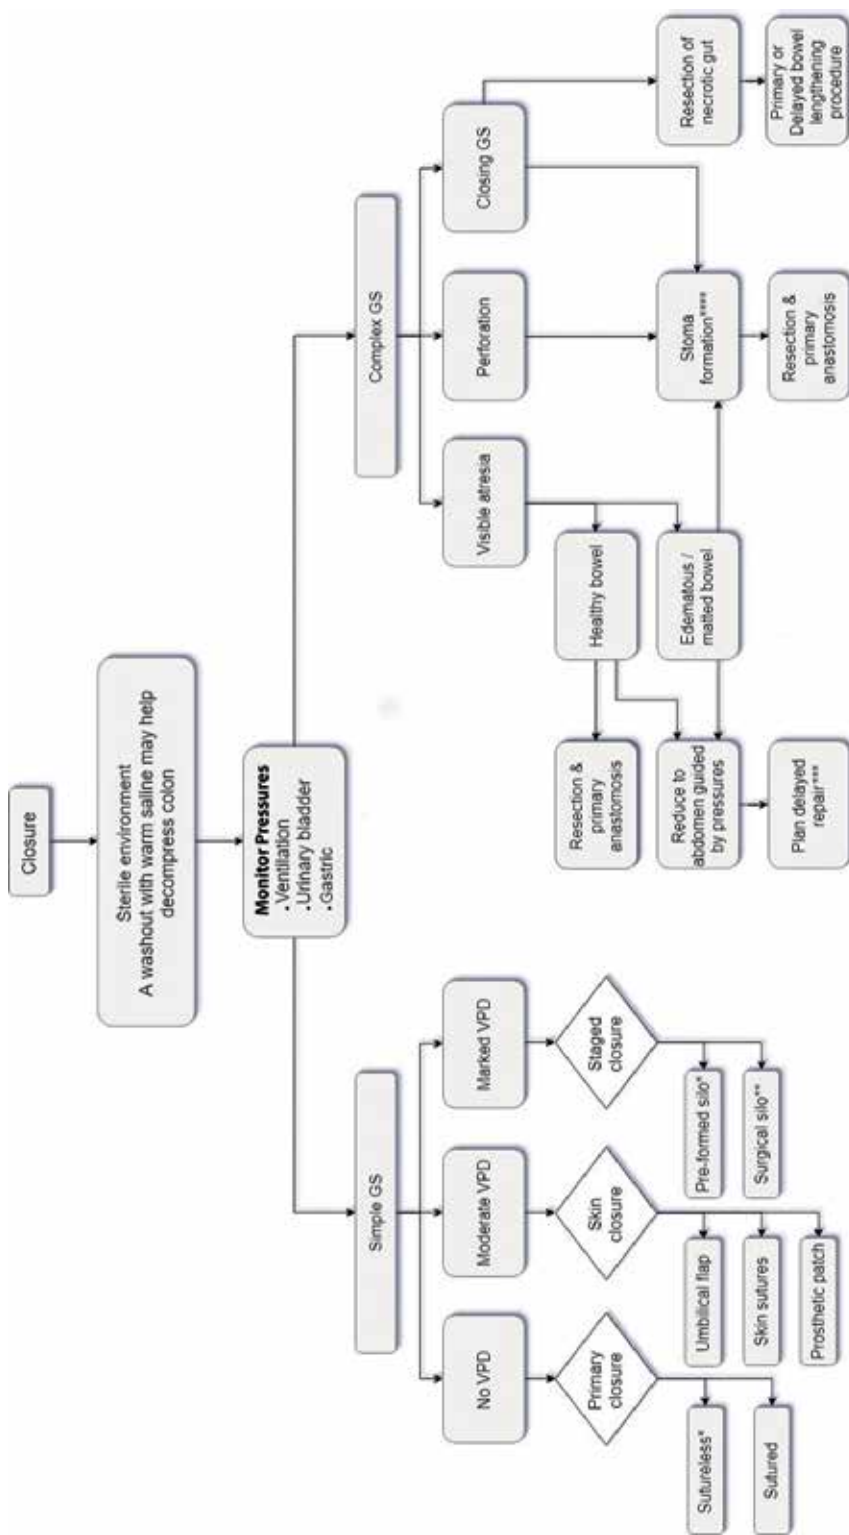 Closure
Sterile environment
A washout with warm saline may help
decompress colon
Monitor Pressures
. Ventilation
. Urinary bladder
. Gastric
Simple GS
No VPD
Primary
closure
Sutureless*
Sutured
Moderate VPD
Skin
closure
Umbilical flap
Skin sutures
Prosthetic patch
Marked VPD
Staged
closure
Pre-formed silo*
Surgical silo**
Complex GS
Visible atresia
Healthy bowel
Resection &
primary
anastomosis
Edematous /
matted bowel
Reduce to
abdomen guided
by pressures
Plan delayed
repair***
Perforation
Stoma
formation****
Resection &
primary
anastomosis
Closing GS
Resection of
necrotic gut
Primary or
Delayed bowel
lengthening
procedure